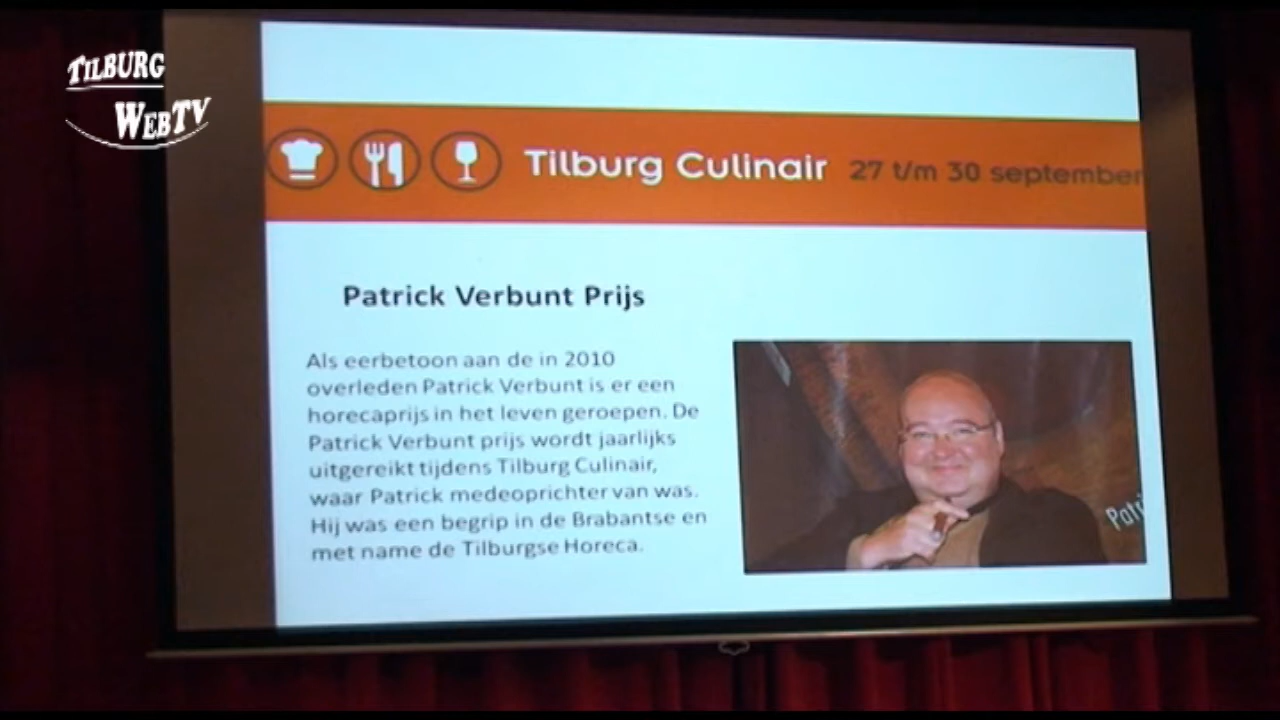 TILBURG
WEBTV
Tilburg Culinair 27 t/m 30 september
Patrick Verbunt Prijs
Als eerbetoon aan de in 2010
overleden Patrick Verbunt is er een
horecaprijs in het leven geroepen. De
Patrick Verbunt prijs wordt jaarlijks
uitgereikt tijdens Tilburg Culinair,
waar Patrick medeoprichter van was.
Hij was een begrip in de Brabantse en
met name de Tilburgse Horeca.
Patri